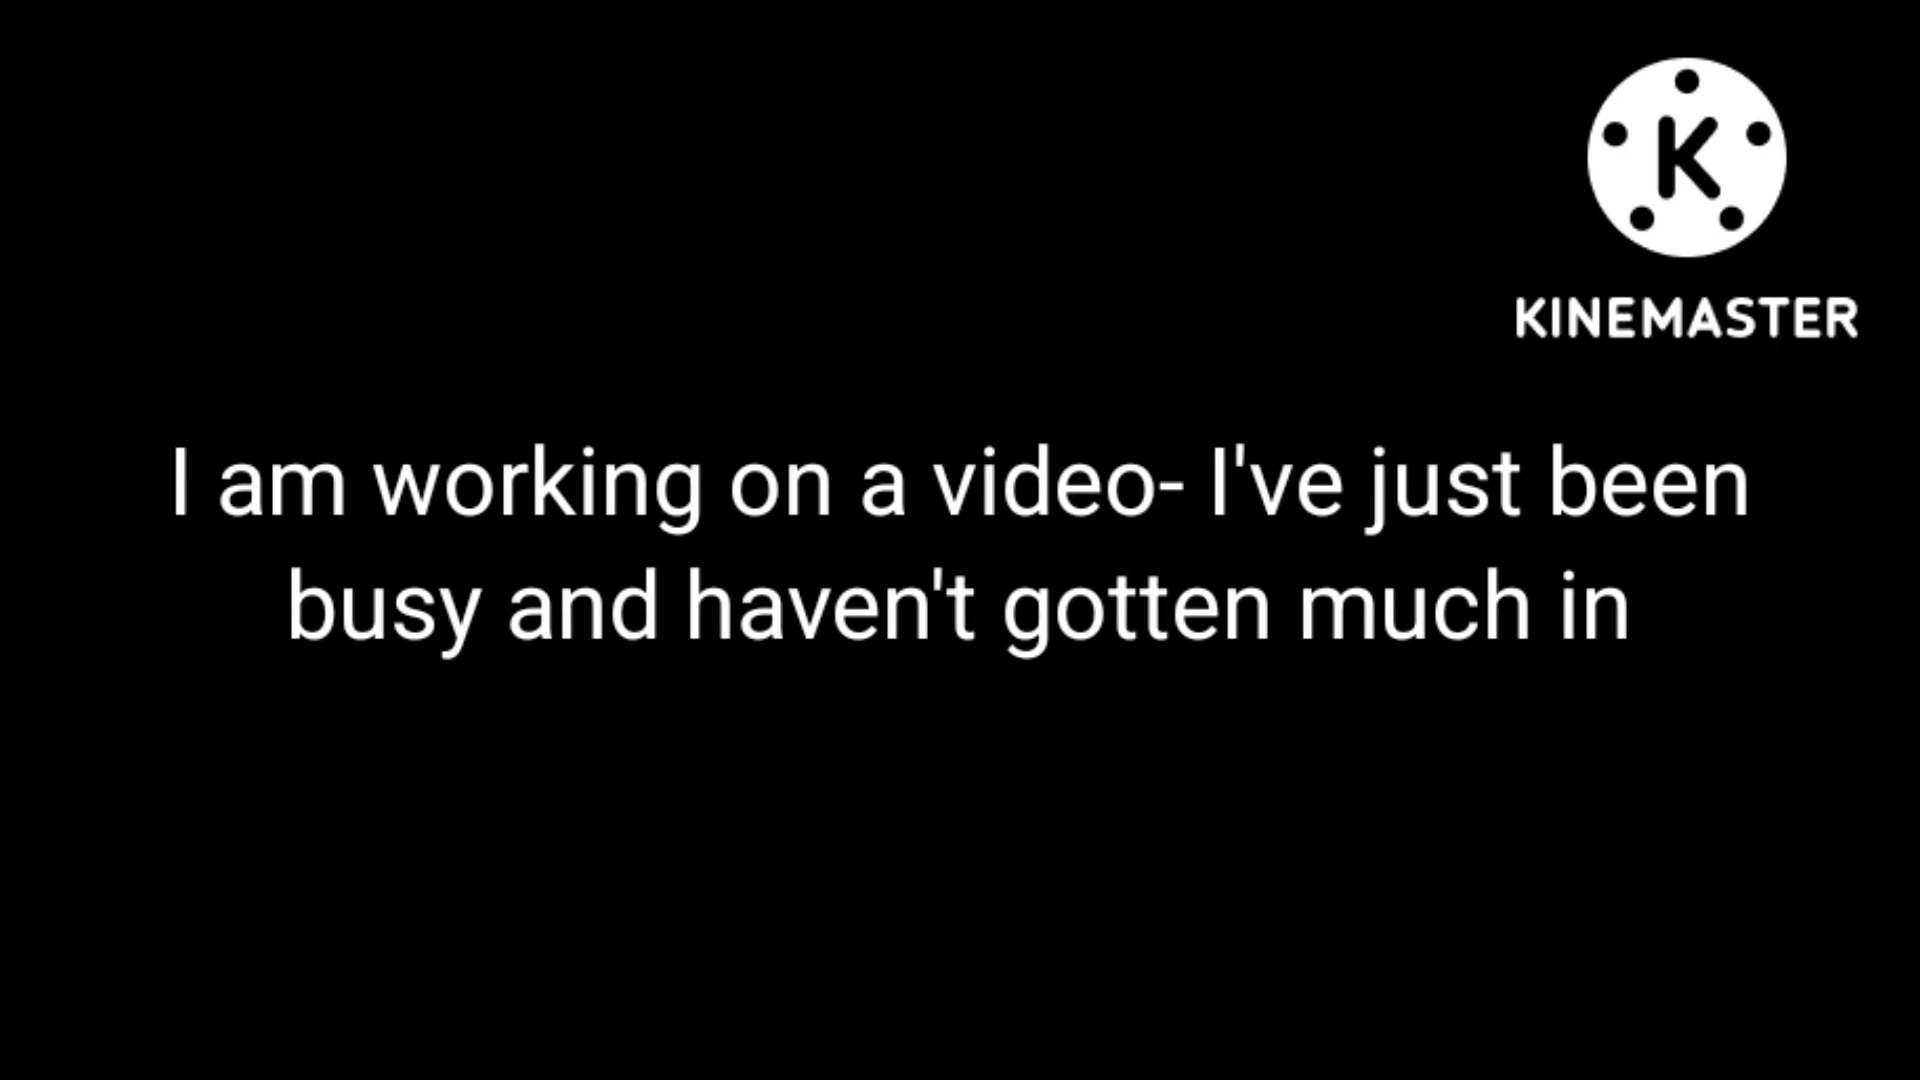 K
KINEMASTER
I am working on a video- I've just been
busy and haven't gotten much in